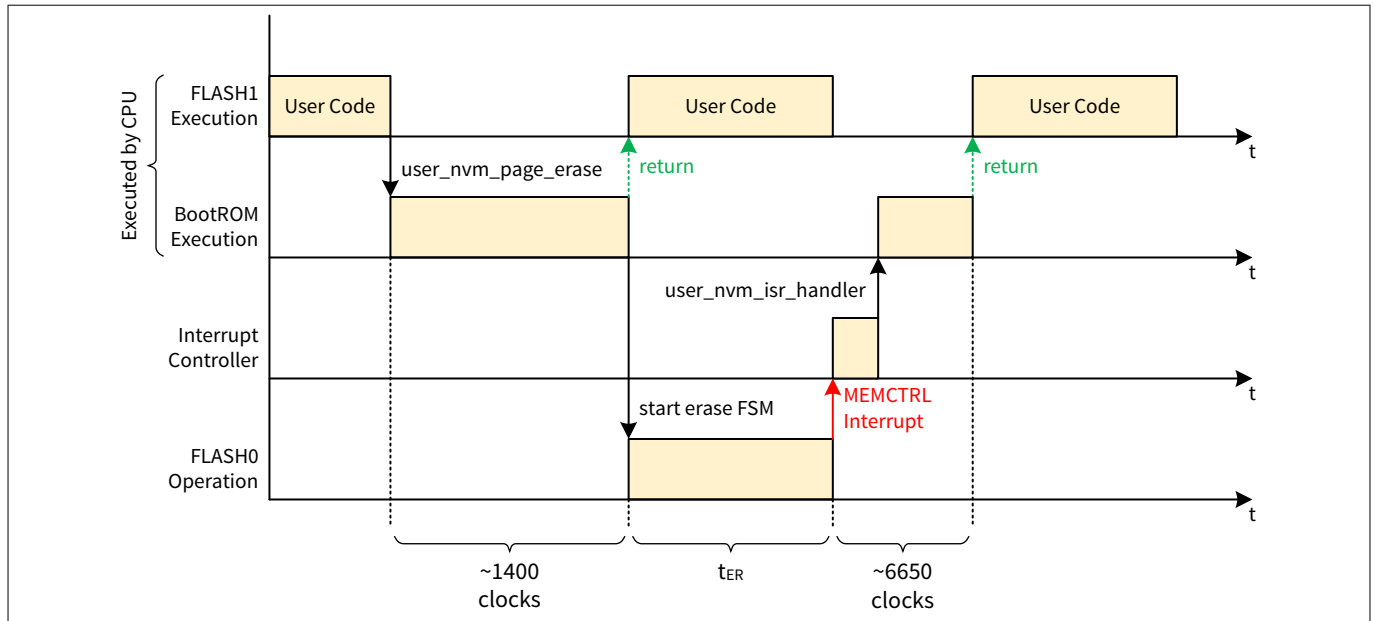 FLASH1
Execution
User Code
User Code
User Code
t
Executed by CPU
user_nvm_page_erase
return
return
BootROM
Execution
t
user_nvm_isr_handler
Interrupt
Controller
t
start erase FSM
MEMCTRL
Interrupt
FLASH0
Operation
t
~1400
clocks
tER
~6650
clocks